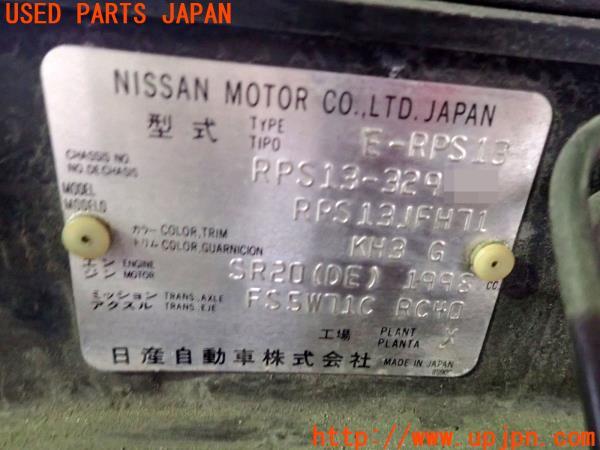 USED PARTS JAPAN
NISSAN MOTOR CO.,LTD. JAPAN
型式 TYPE TIPO E-RPS13
CHASSIS NO. NO.DE CHASIS RPS13-329
MODEL MODELO RPS13JFH71
カラー COLOR,TRIM トリム COLOR,GUARNICION KH3 G
エンジン ENGINE MOTOR SR20(DE) 1998 CC
ミッション TRANS.,AXLE アクスル TRANS.,EJE FS5W71C RC40
工場 PLANT PLANTA X
日産自動車株式会社 MADE IN JAPAN
(C)UPJ
http://www.upjpn.com